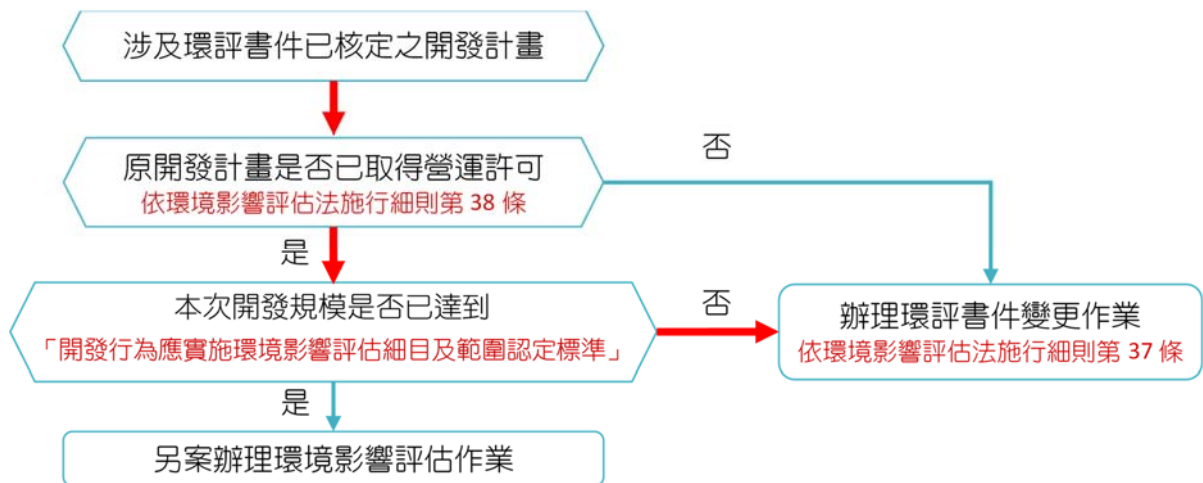 涉及環評書件已核定之開發計畫
原開發計畫是否已取得營運許可
依環境影響評估法施行細則第 38 條
否
是
本次開發規模是否已達到
「開發行為應實施環境影響評估細目及範圍認定標準」
否
辦理環評書件變更作業
依環境影響評估法施行細則第 37 條
是
另案辦理環境影響評估作業